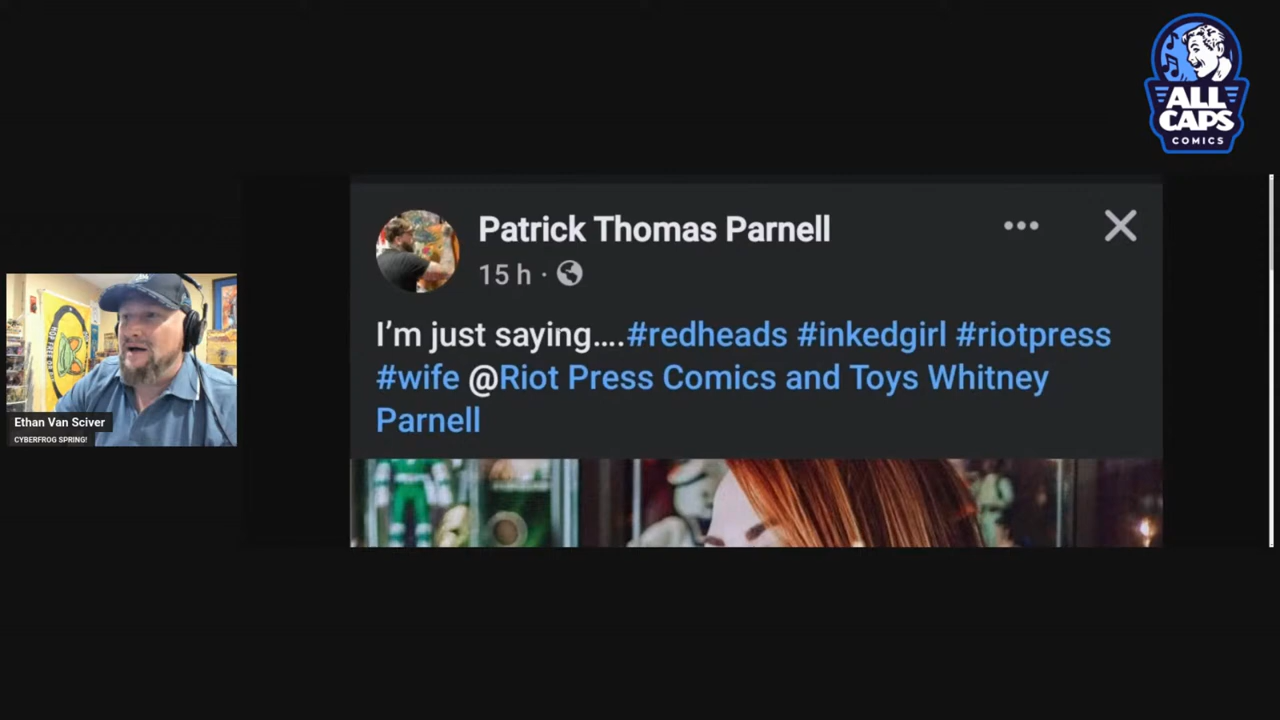 ALL
CAPS
COMICS
Patrick Thomas Parnell
15 h ·
I’m just saying....#redheads #inkedgirl #riotpress
#wife @Riot Press Comics and Toys Whitney
Parnell
Ethan Van Sciver
CYBERFROG SPRING!